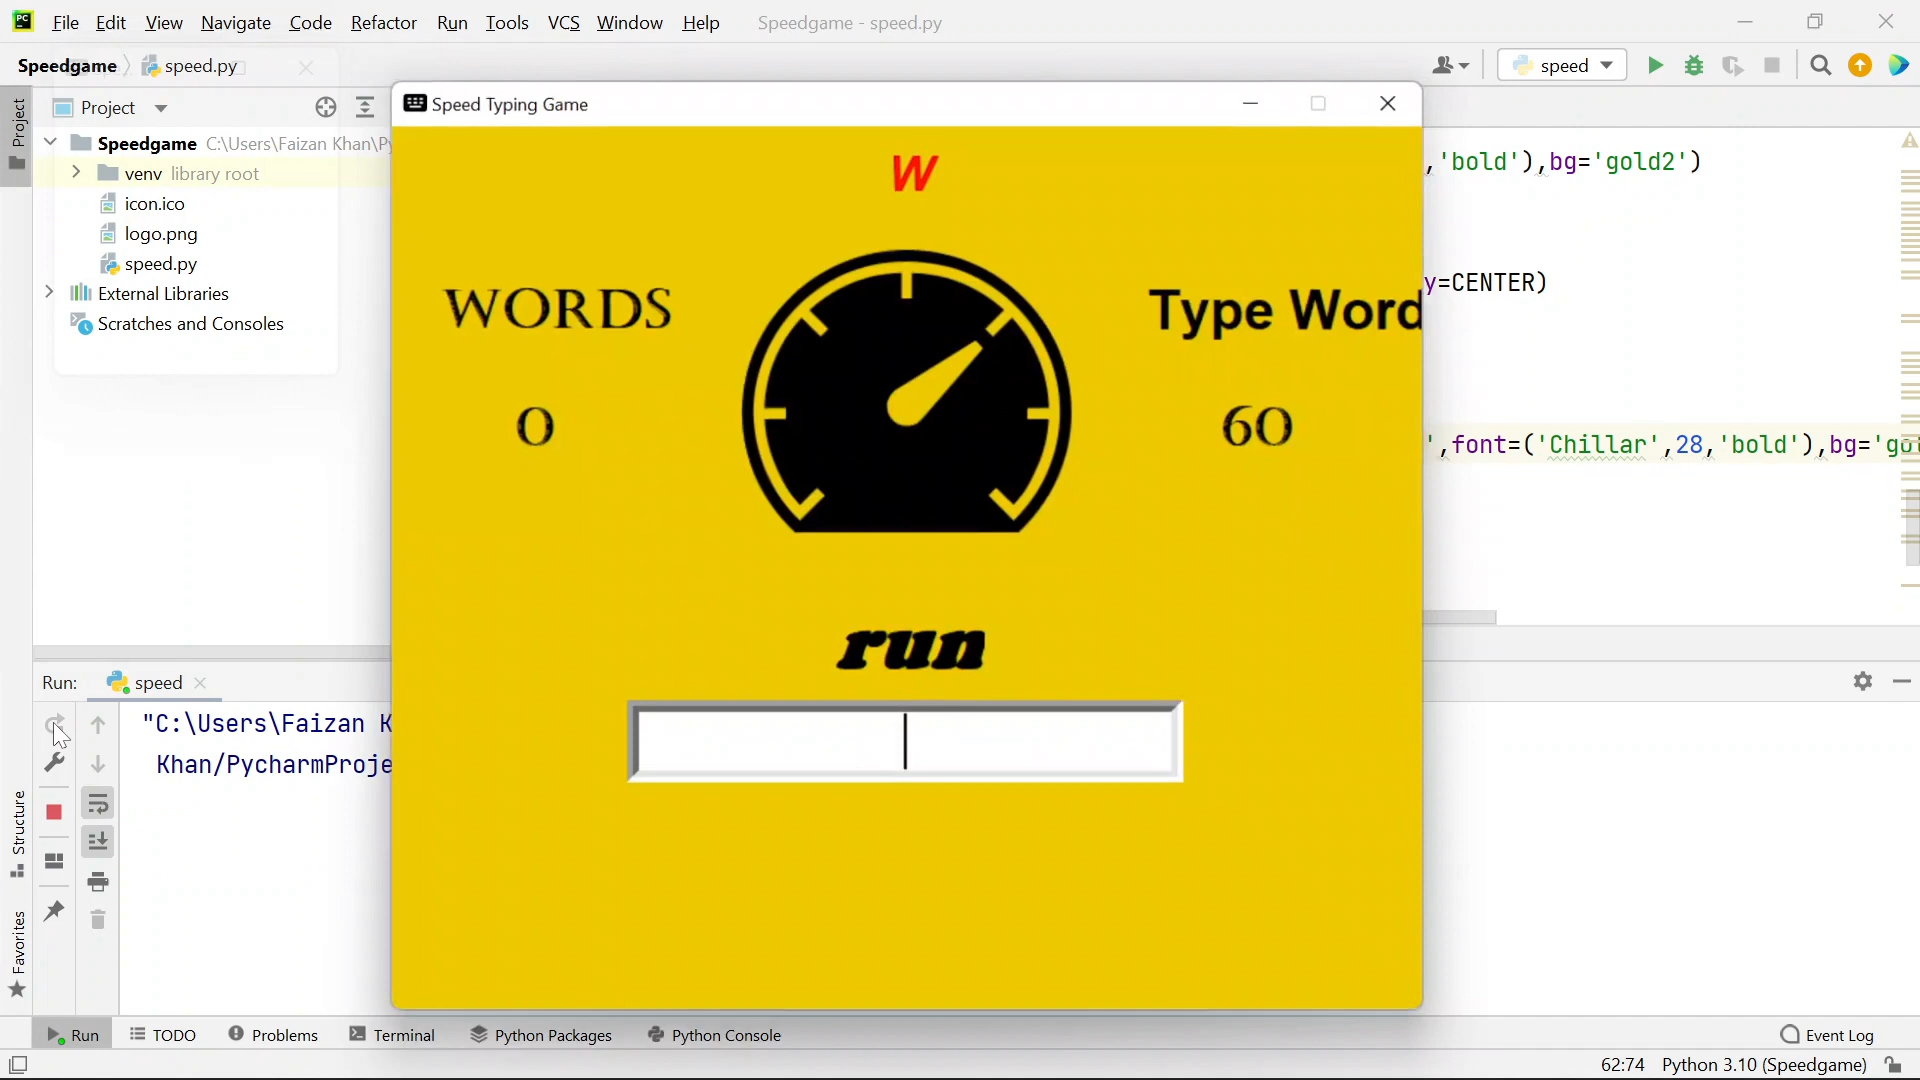 PC File Edit View Navigate Code Refactor Run Tools VCS Window Help Speedgame - speed.py
Speedgame speed.py
speed
Project
Project
Speed Typing Game
Speedgame C:\Users\Faizan Khan\Py
venv library root
icon.ico
logo.png
speed.py
External Libraries
Scratches and Consoles
W
WORDS
0
Type Word
60
run
,'bold'),bg='gold2')
y=CENTER)
',font=('Chillar',28,'bold'),bg='go
Run: speed
"C:\Users\Faizan K
Khan/PycharmProje
Structure
Favorites
Run TODO Problems Terminal Python Packages Python Console Event Log
62:74 Python 3.10 (Speedgame)